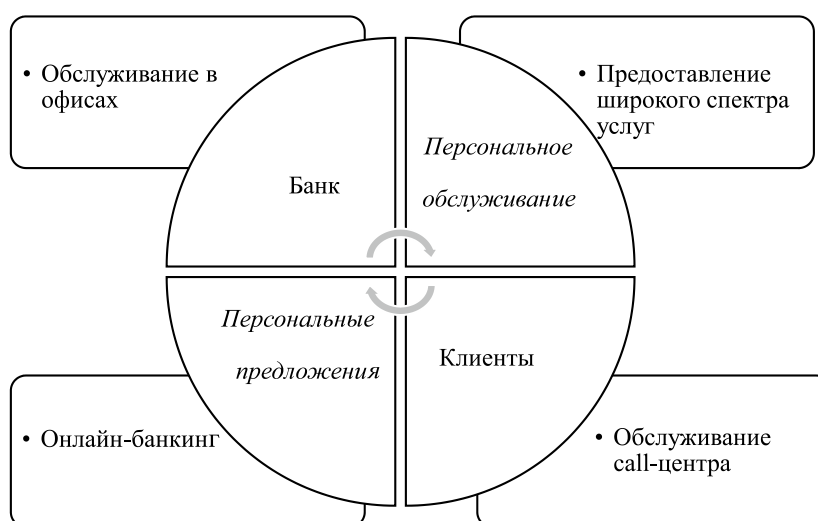 • Обслуживание в
офисах
• Предоставление
широкого спектра
услуг
Банк
Персональное
обслуживание
Персональные
предложения
Клиенты
• Онлайн-банкинг
• Обслуживание
call-центра